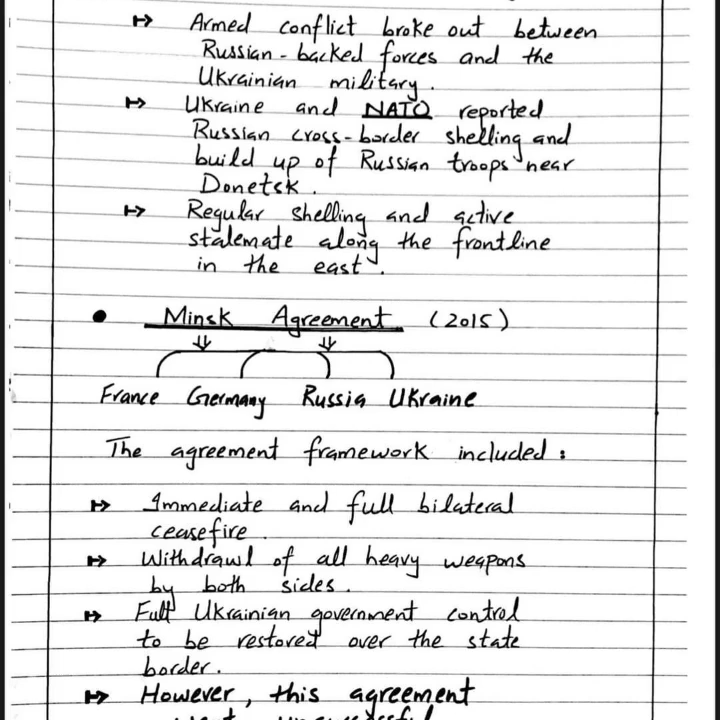 ↦ Armed conflict broke out between
Russian-backed forces and the
Ukrainian military.
↦ Ukraine and NATO reported
Russian cross-border shelling and
build up of Russian troops near
Donetsk.
↦ Regular shelling and active
stalemate along the frontline
in the east.
• Minsk Agreement (2015)
⇓ ⇓
France Germany Russia Ukraine
The agreement framework included:
↦ Immediate and full bilateral
ceasefire.
↦ Withdrawl of all heavy weapons
by both sides.
↦ Full Ukrainian government control
to be restored over the state
border.
↦ However, this agreement
went unsuccessful